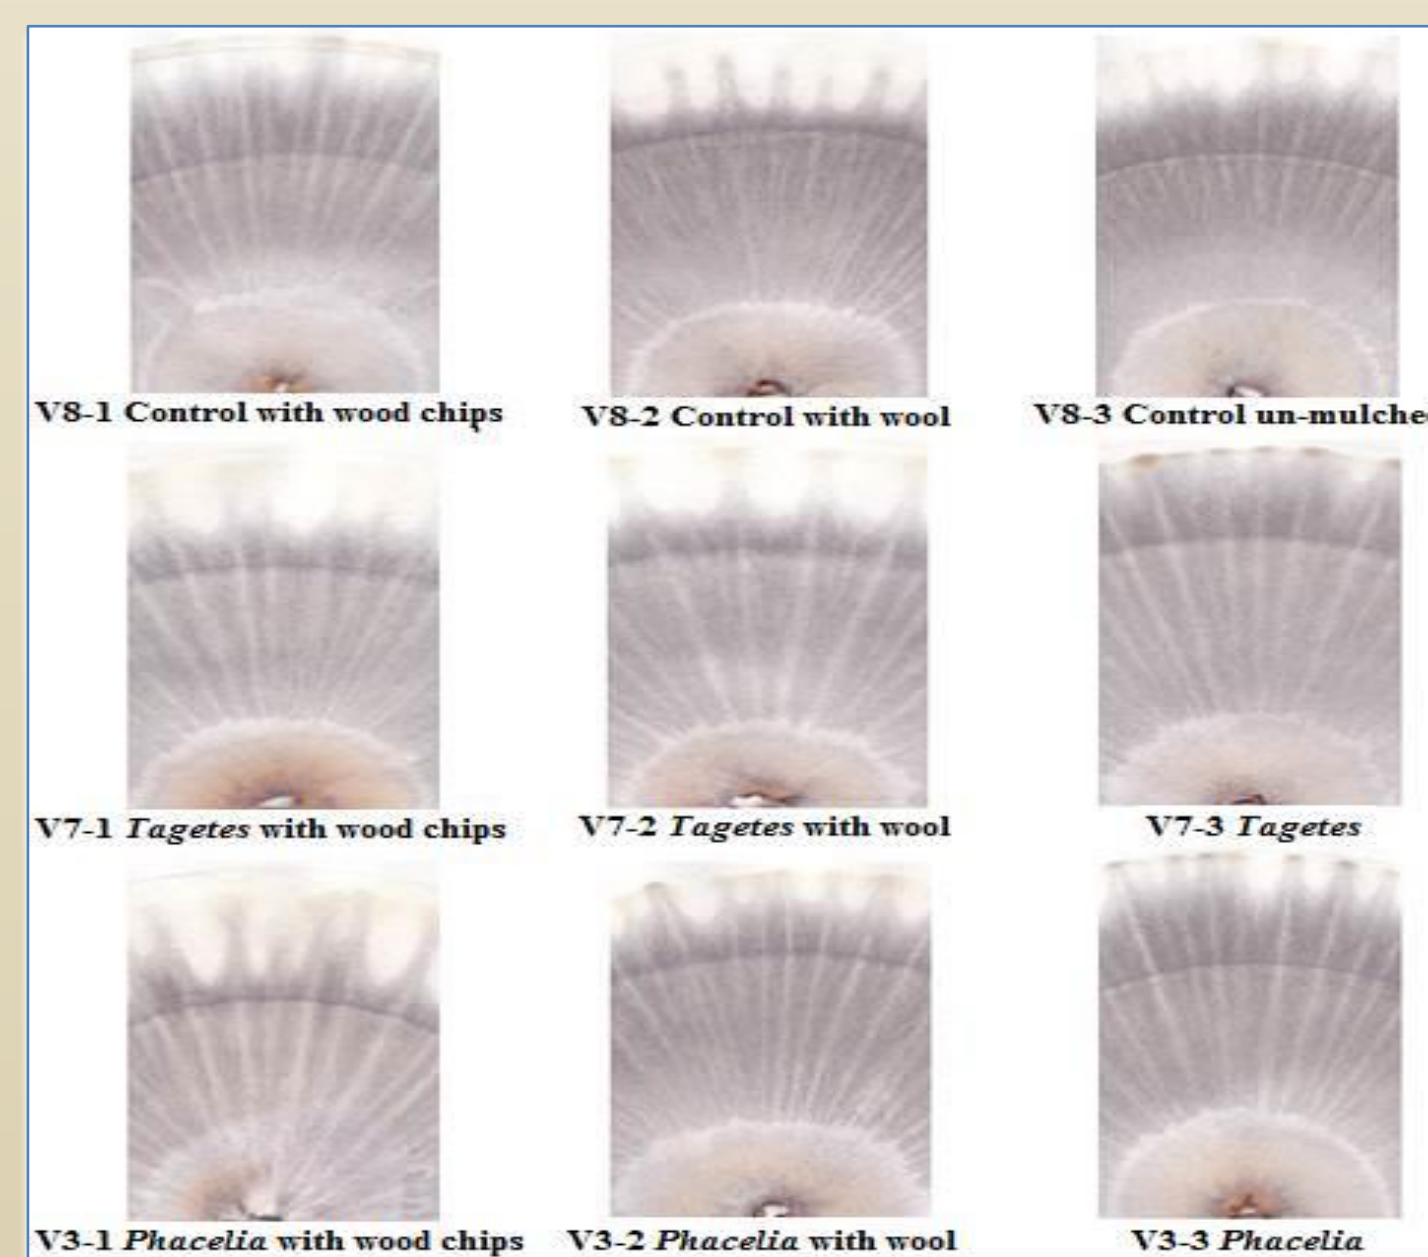 V8-1 Control with wood chips
V8-2 Control with wool
V8-3 Control un-mulche
V7-1 Tagetes with wood chips
V7-2 Tagetes with wool
V7-3 Tagetes
V3-1 Phacelia with wood chips
V3-2 Phacelia with wool
V3-3 Phacelia